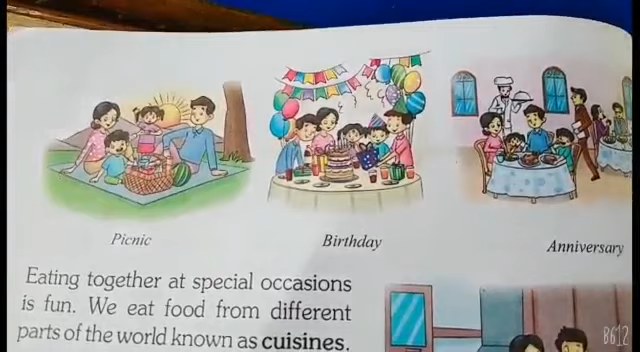 Picnic
Birthday
Anniversary
Eating together at special occasions
is fun. We eat food from different
parts of the world known as cuisines.
B612